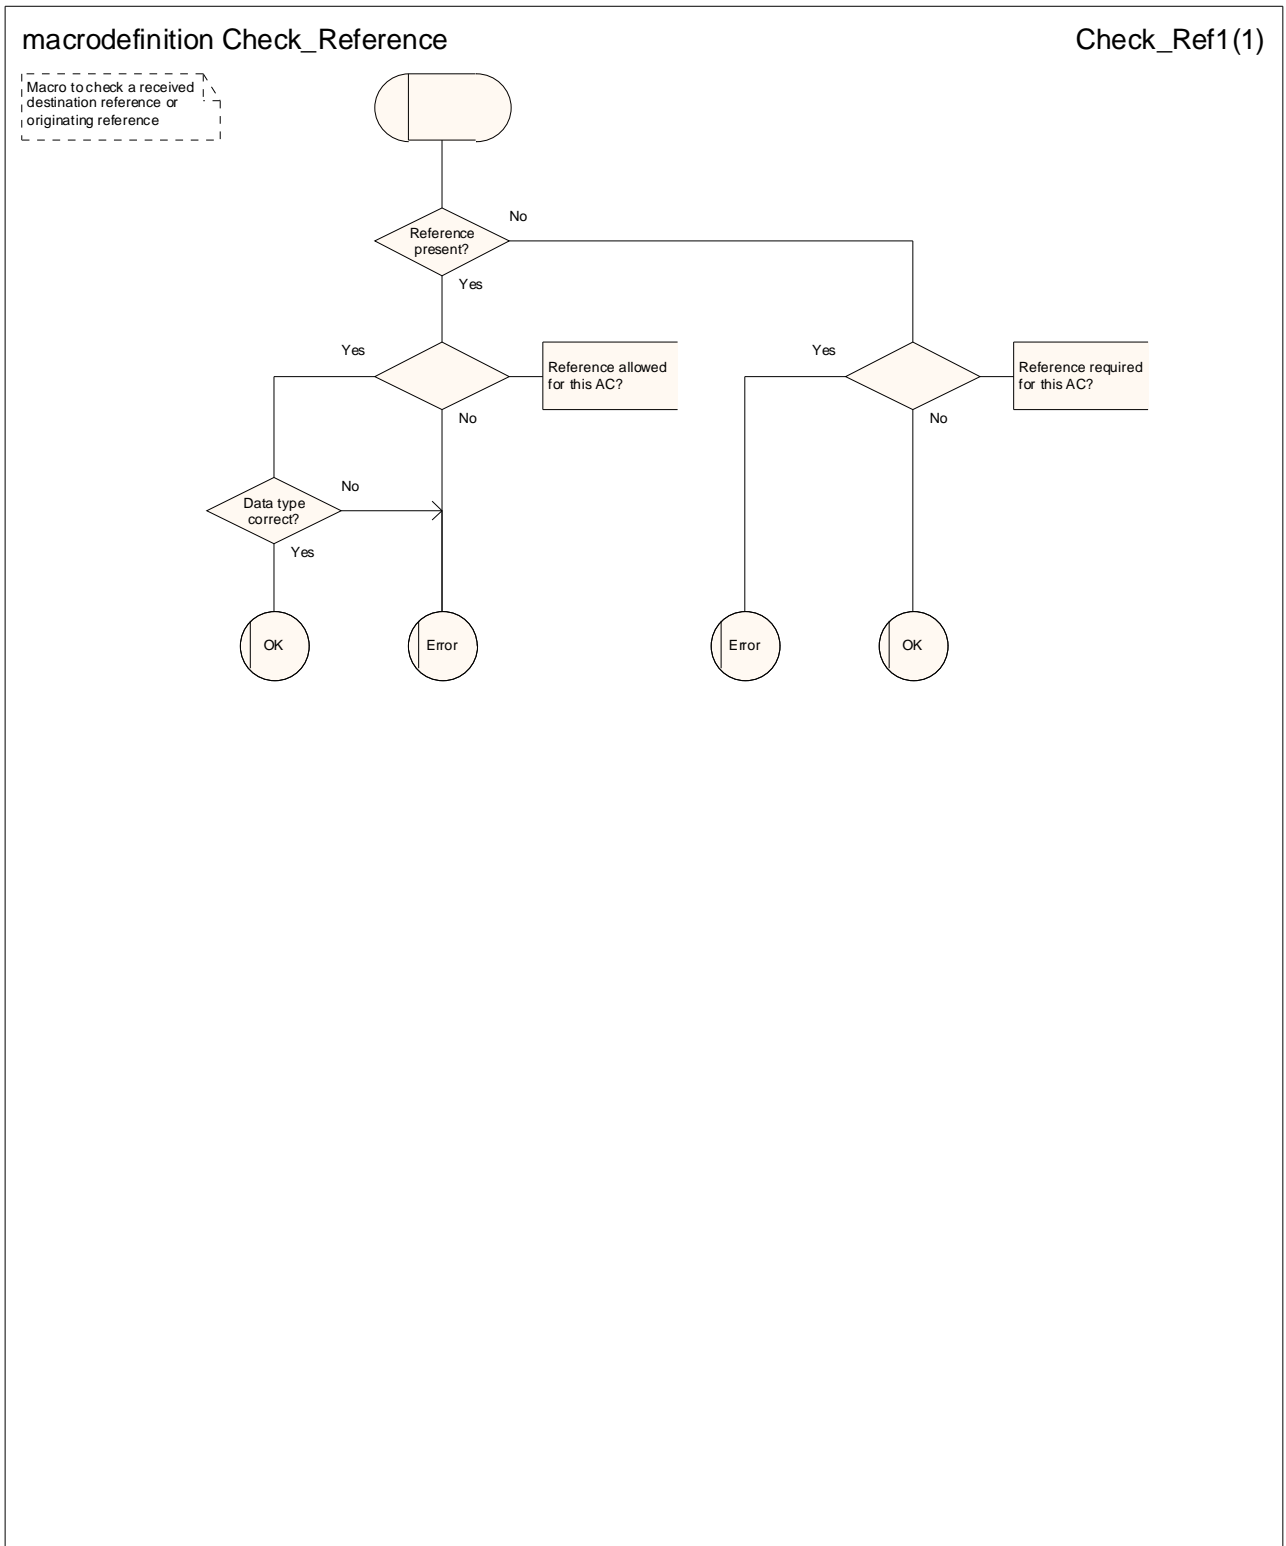 macrodefinition Check_Reference
Check_Ref1(1)
Macro to check a received
destination reference or
originating reference
Reference
present?
No
Yes
Yes
Reference allowed
for this AC?
No
Yes
Reference required
for this AC?
No
Data type
correct?
No
Yes
OK
Error
Error
OK